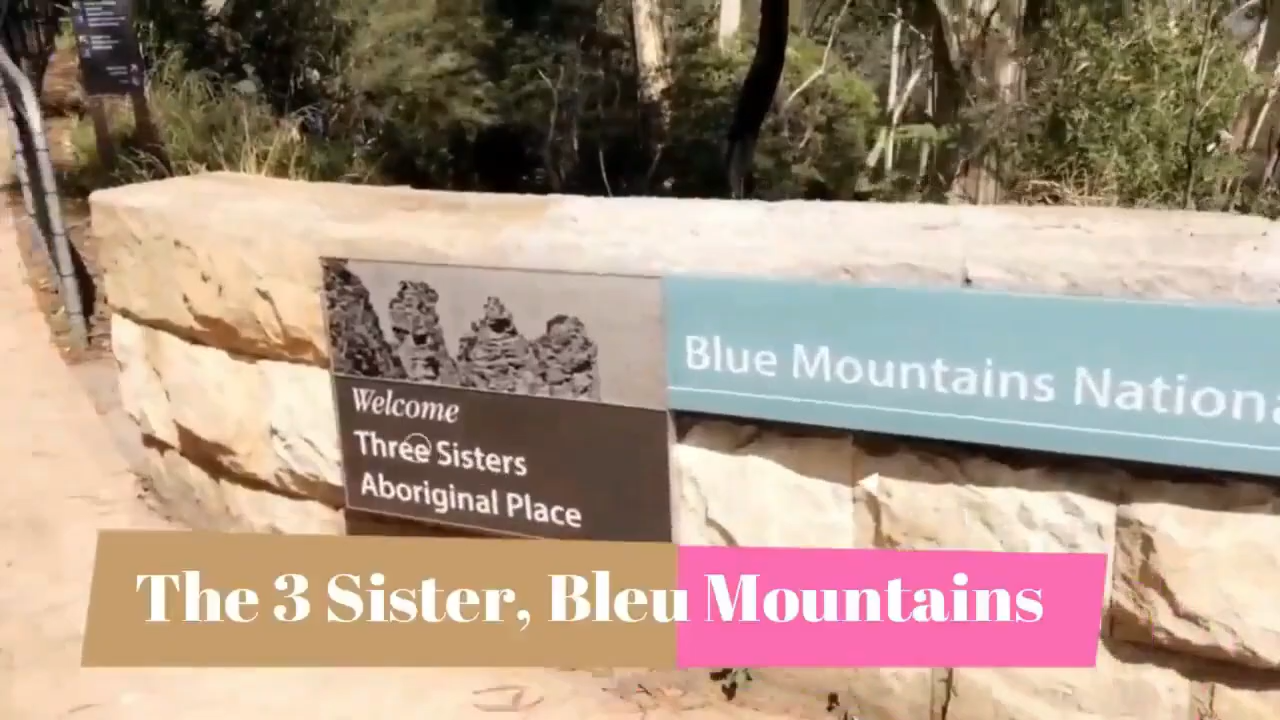 Welcome
Three Sisters
Aboriginal Place
Blue Mountains Nationa
The 3 Sister, Bleu Mountains